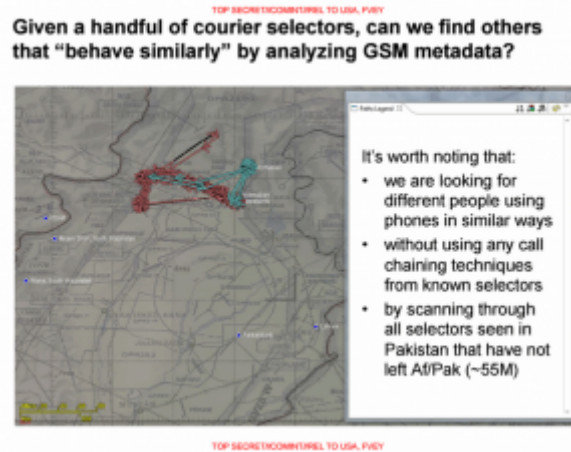 TOP SECRET//COMINT//REL TO USA, FVEY
Given a handful of courier selectors, can we find others
that “behave similarly” by analyzing GSM metadata?
It’s worth noting that:
• we are looking for
different people using
phones in similar ways
• without using any call
chaining techniques
from known selectors
• by scanning through
all selectors seen in
Pakistan that have not
left Af/Pak (~55M)
TOP SECRET//COMINT//REL TO USA, FVEY